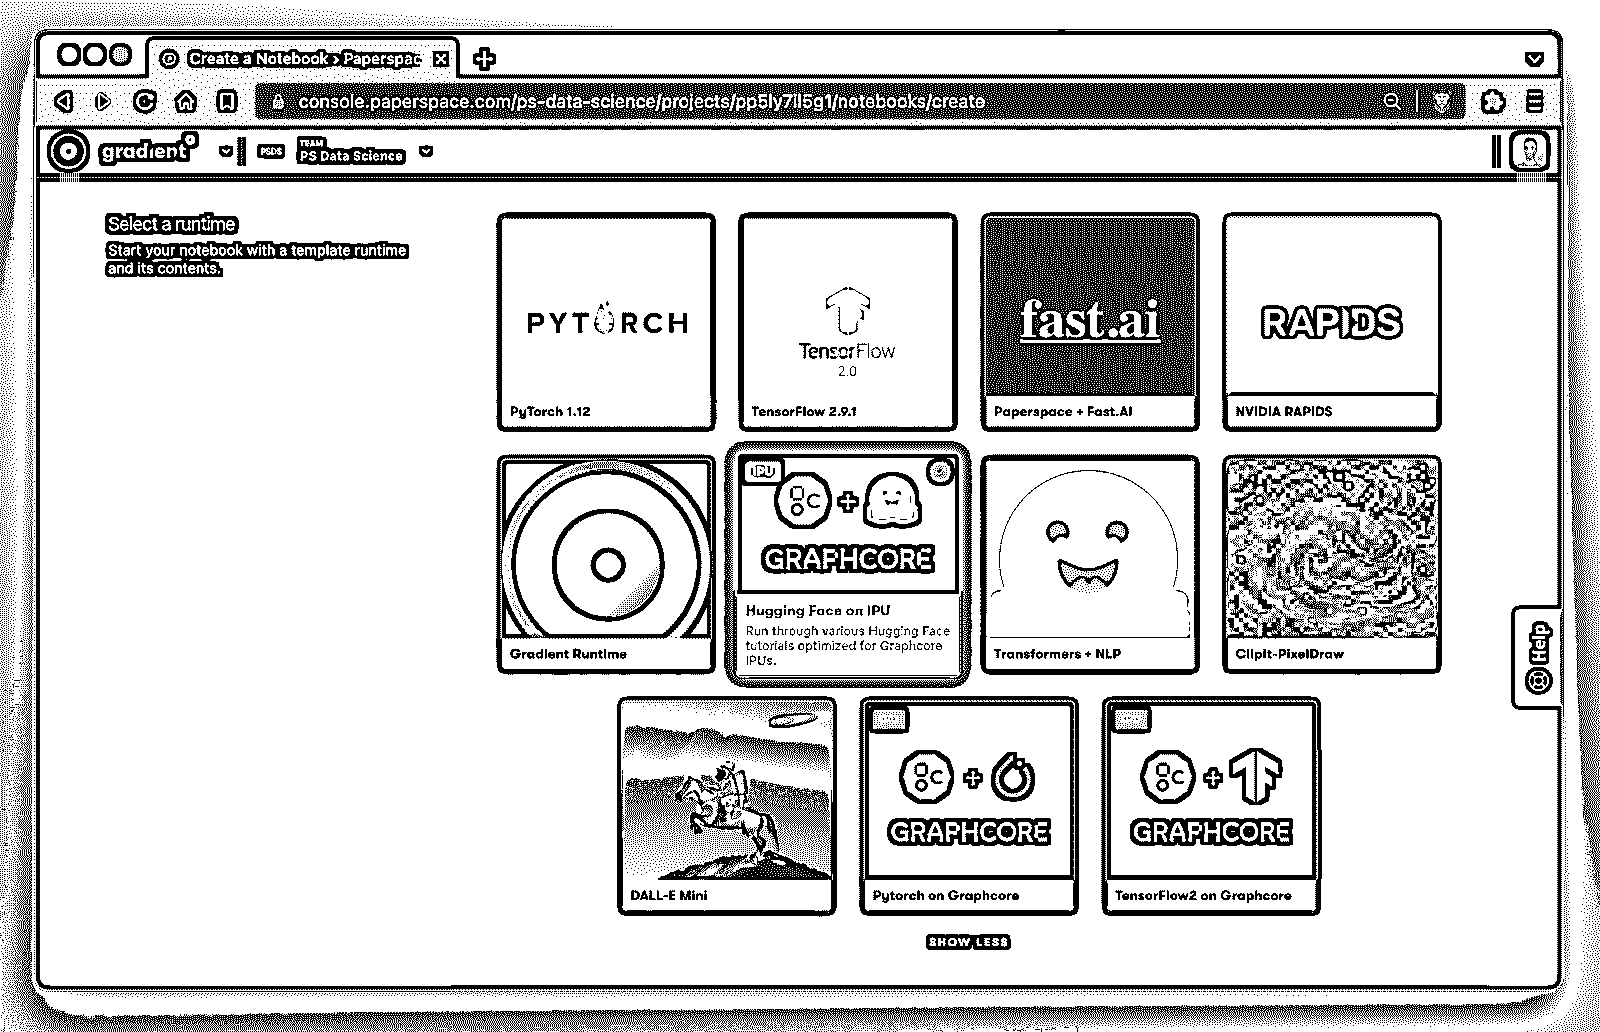 Create a Notebook › Paperspac
console.paperspace.com/ps-data-science/projects/pp5ly7ll5g1/notebooks/create
gradient
PSDS
TEAM
PS Data Science
Select a runtime
Start your notebook with a template runtime
and its contents.
PYTORCH
PyTorch 1.12
TensorFlow
2.0
TensorFlow 2.9.1
fast.ai
Paperspace + Fast.AI
RAPIDS
NVIDIA RAPIDS
Gradient Runtime
IPU
GRAPHCORE
Hugging Face on IPU
Run through various Hugging Face
tutorials optimized for Graphcore
IPUs.
Transformers + NLP
ClipIt-PixelDraw
Help
DALL-E Mini
GRAPHCORE
Pytorch on Graphcore
GRAPHCORE
TensorFlow2 on Graphcore
SHOW LESS